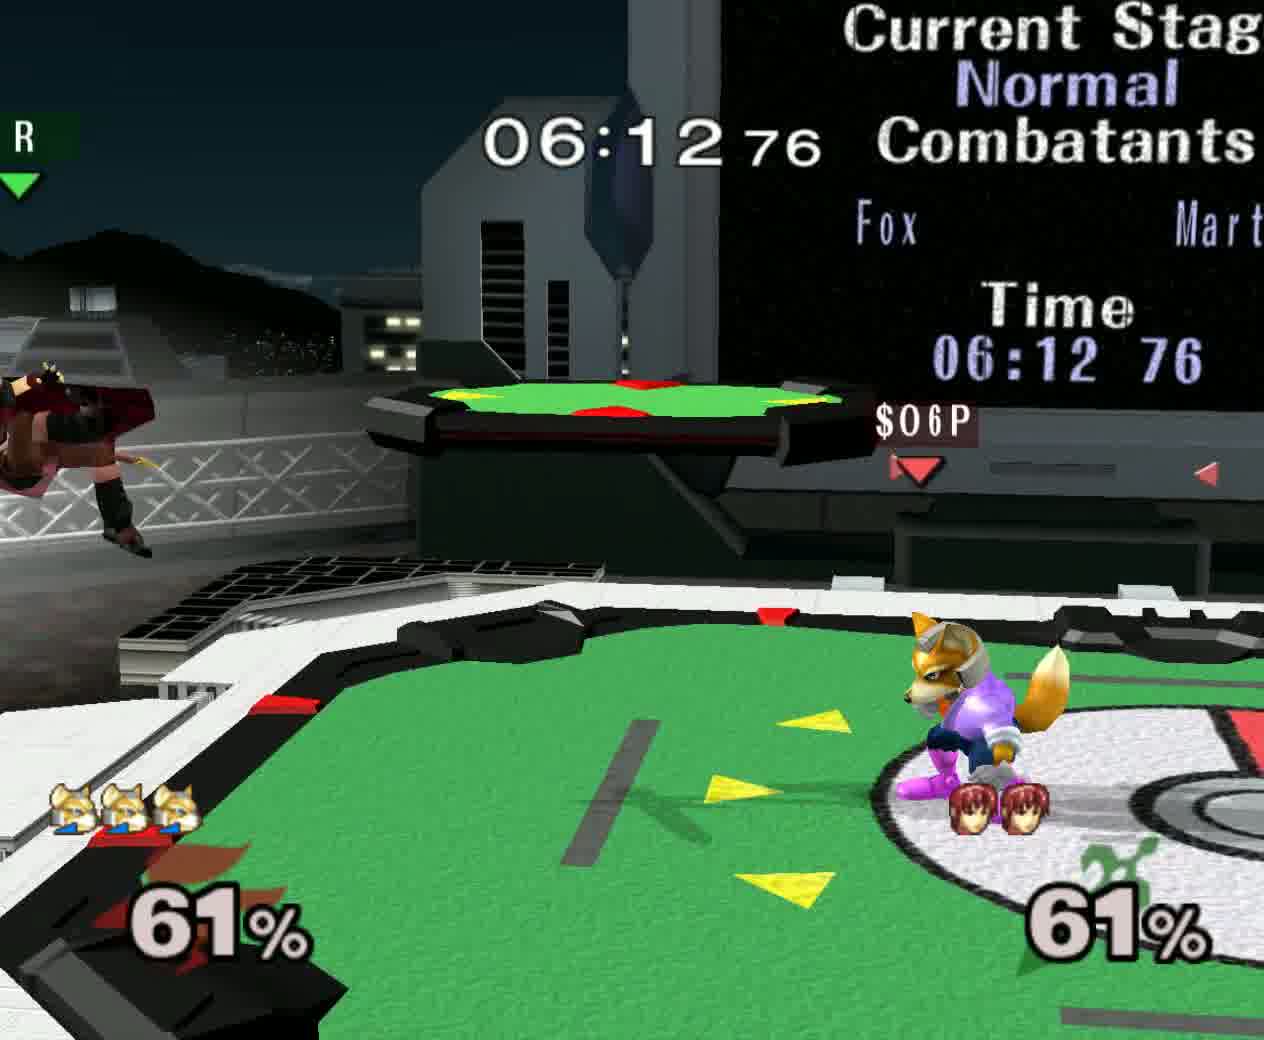 Current Stag
Normal
06:12 76
Combatants
R
Fox
Mart
Time
06:12 76
$06P
61%
61%